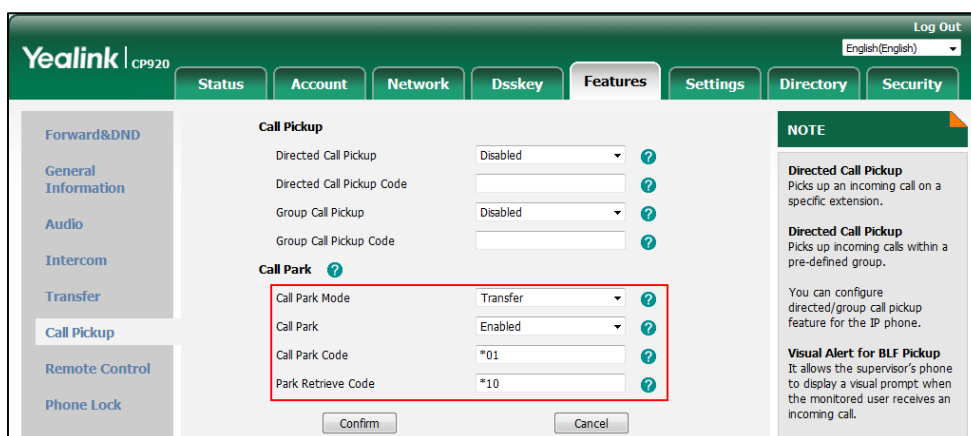 Log Out
Yealink CP920
English(English)
Status Account Network Dsskey Features Settings Directory Security
Forward&DND
General
Information
Audio
Intercom
Transfer
Call Pickup
Remote Control
Phone Lock
Call Pickup
Directed Call Pickup Disabled ?
Directed Call Pickup Code ?
Group Call Pickup Disabled ?
Group Call Pickup Code ?
Call Park ?
Call Park Mode Transfer ?
Call Park Enabled ?
Call Park Code *01 ?
Park Retrieve Code *10 ?
Confirm Cancel
NOTE
Directed Call Pickup
Picks up an incoming call on a
specific extension.
Directed Call Pickup
Picks up incoming calls within a
pre-defined group.
You can configure
directed/group call pickup
feature for the IP phone.
Visual Alert for BLF Pickup
It allows the supervisor's phone
to display a visual prompt when
the monitored user receives an
incoming call.